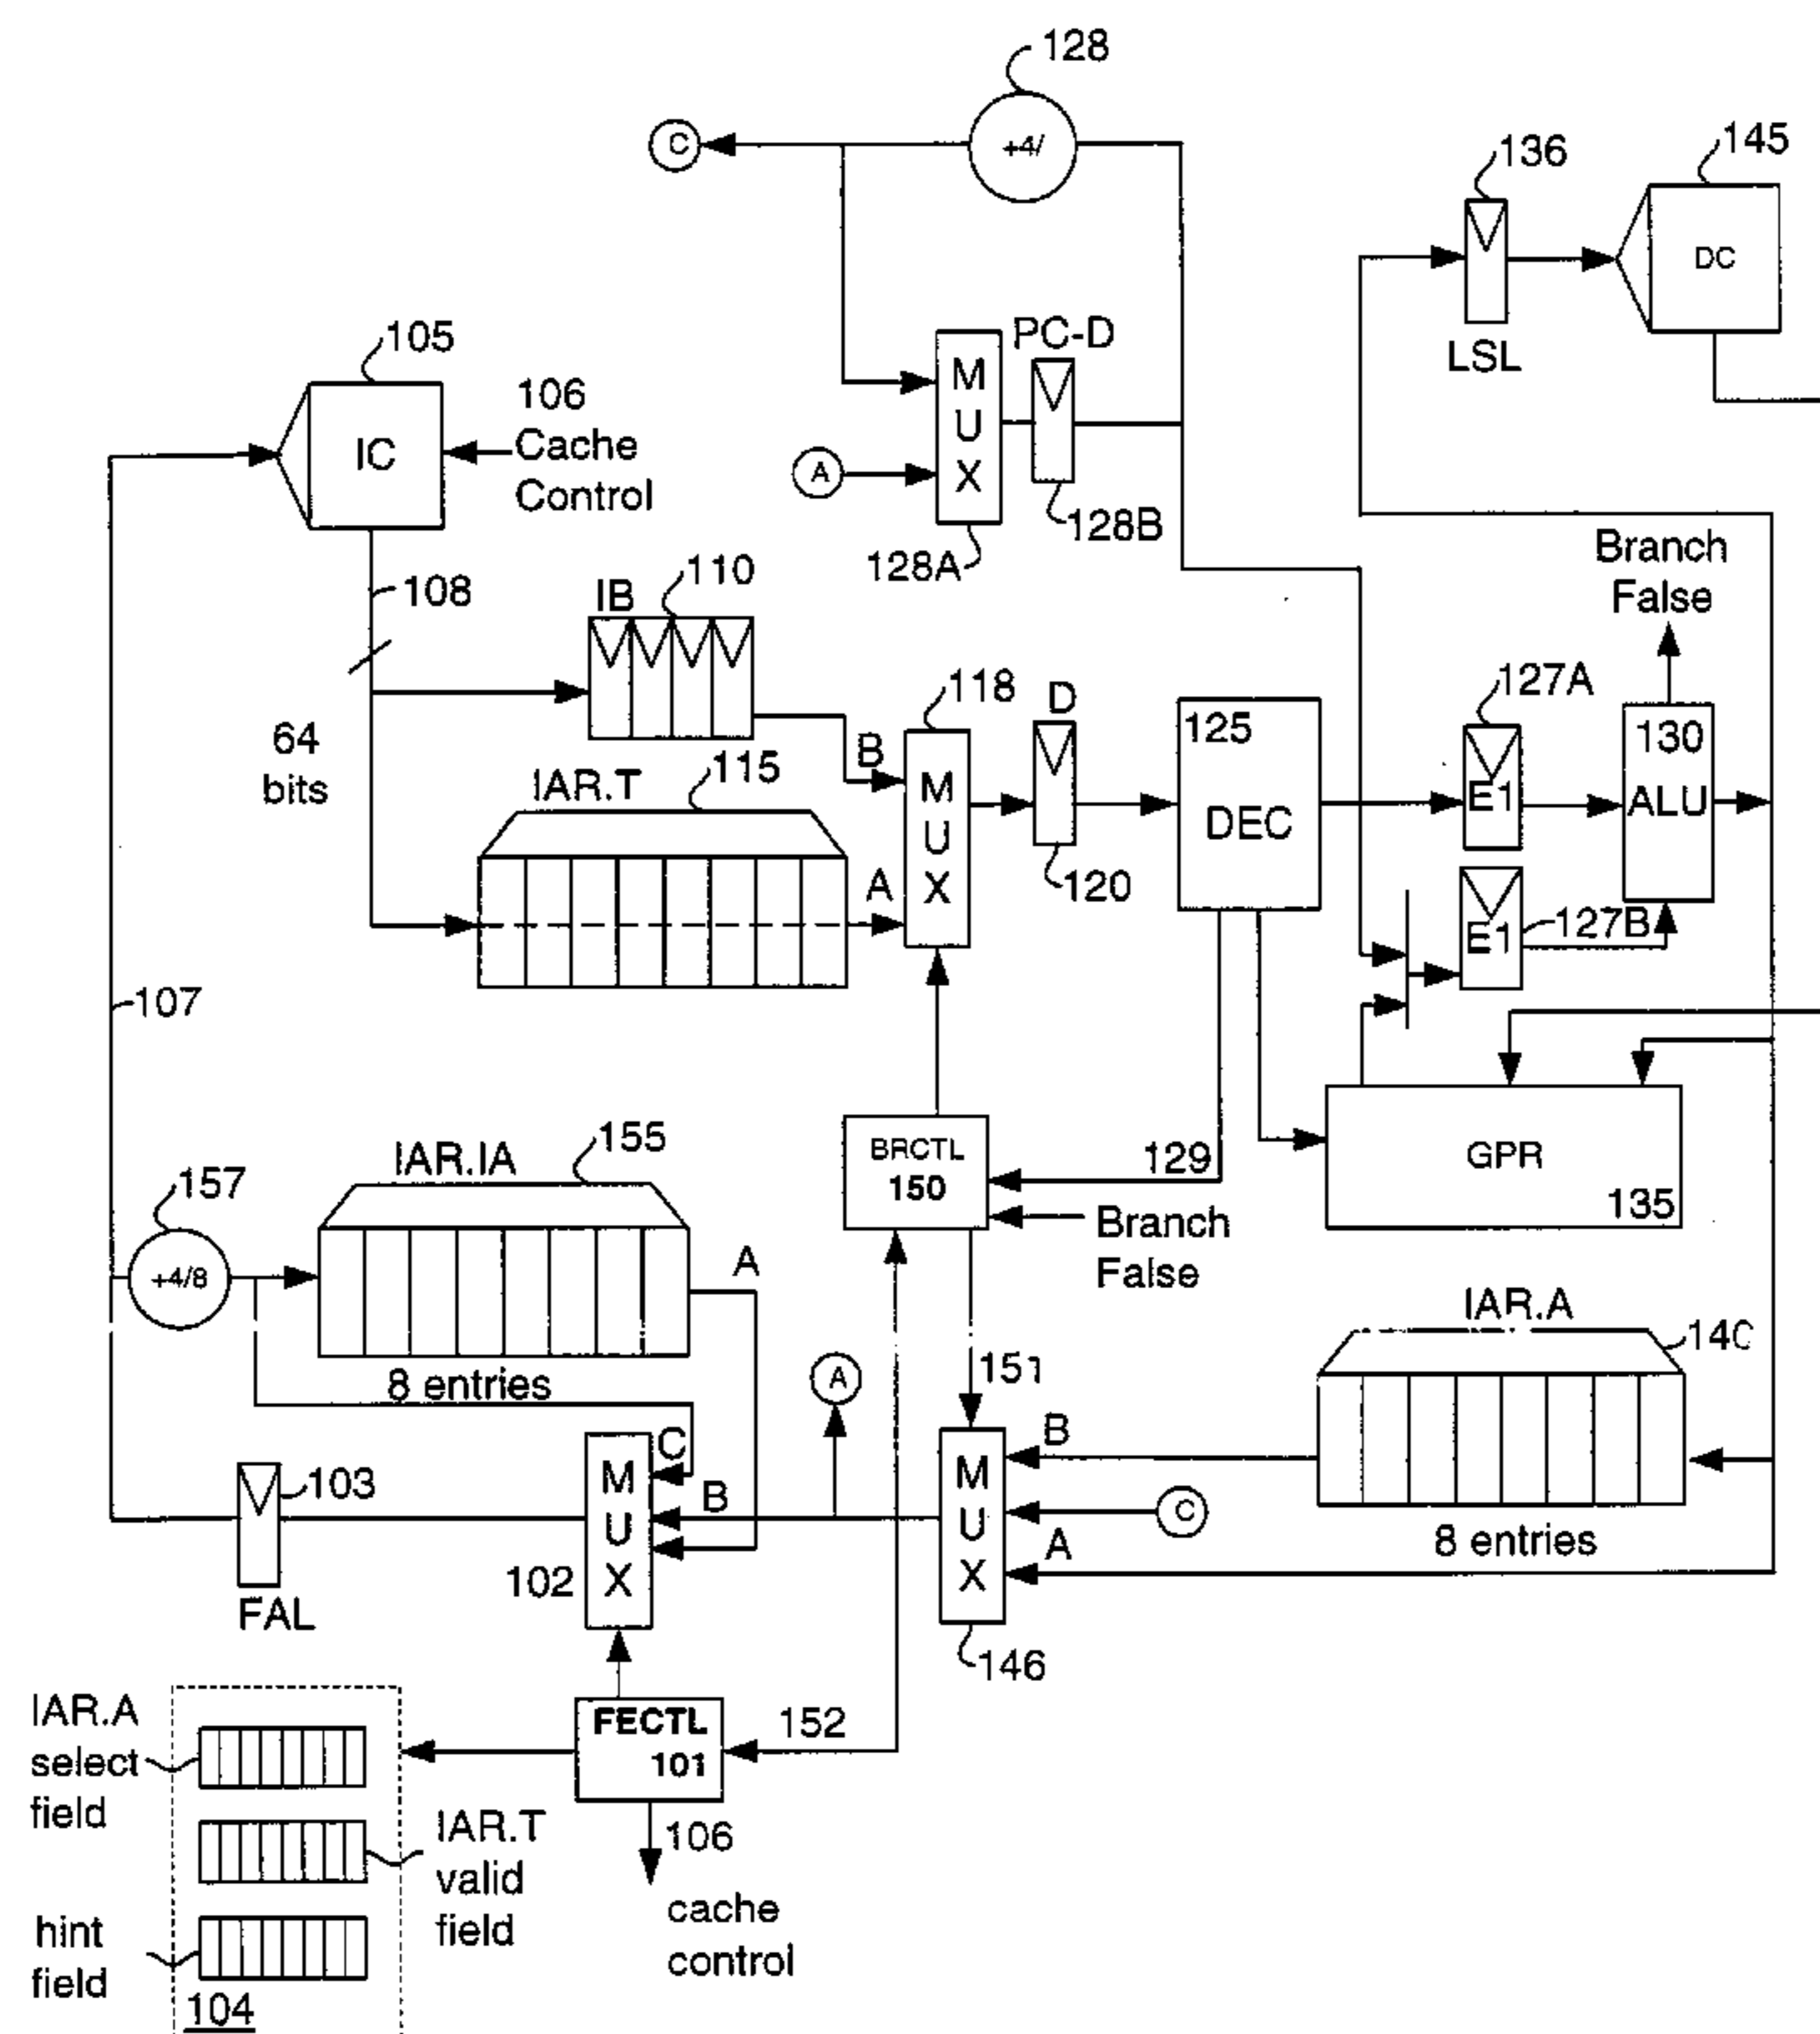 128
C
+4/
136
145
DC
LSL
105
106
Cache
Control
IC
M
U
X
PC-D
A
128B
128A
Branch
False
108
IB
110
64
bits
IAR.T
115
B
A
118
M
U
X
D
120
125
DEC
127A
E1
130
ALU
E1
127B
107
BRCTL
150
129
Branch
False
GPR
135
157
+4/8
IAR.IA
155
A
8 entries
A
151
IAR.A
140
8 entries
103
FAL
C
B
M
U
X
102
B
C
A
M
U
X
146
FECTL
101
152
106
cache
control
IAR.A
select
field
IAR.T
valid
field
hint
field
104